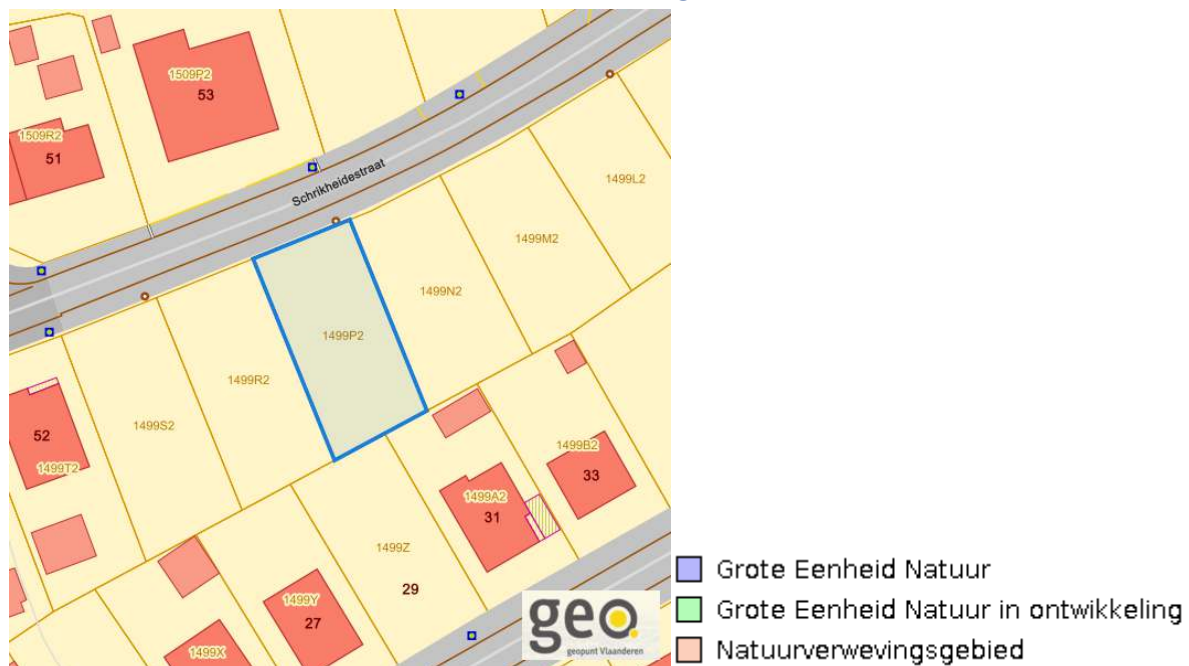 1509P2
53
1509R2
51
Schrikheidestraat
1499L2
1499M2
1499N2
1499P2
1499R2
1499S2
52
1499T2
1499B2
33
1499A2
31
1499Z
29
1499Y
27
1499X
geo
geopunt Vlaanderen
Grote Eenheid Natuur
Grote Eenheid Natuur in ontwikkeling
Natuurverwevingsgebied